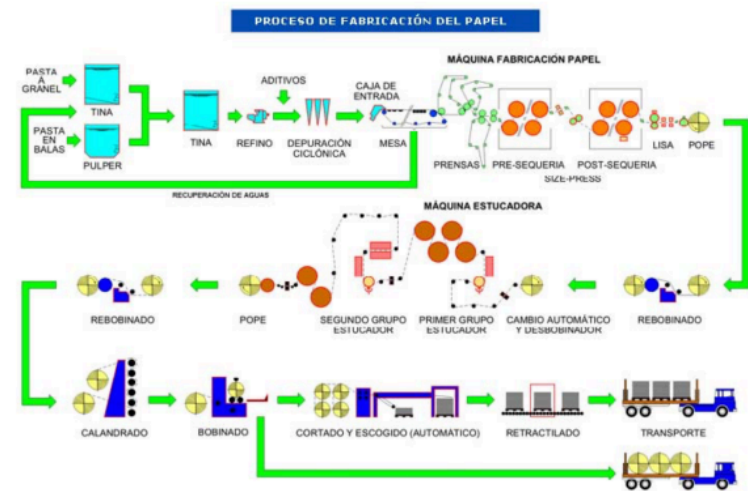 PROCESO DE FABRICACIÓN DEL PAPEL
MÁQUINA FABRICACIÓN PAPEL
PASTA
A
GRANEL
TINA
PASTA
EN
BALAS
PULPER
TINA
REFINO
ADITIVOS
DEPURACIÓN
CICLÓNICA
CAJA DE
ENTRADA
MESA
PRENSAS
PRE-SEQUERIA
SIZE-PRESS
POST-SEQUERIA
LISA
POPE
RECUPERACIÓN DE AGUAS
MÁQUINA ESTUCADORA
REBOBINADO
POPE
SEGUNDO GRUPO
ESTUCADOR
PRIMER GRUPO
ESTUCADOR
CAMBIO AUTOMÁTICO
Y DESBOBINADOR
REBOBINADO
CALANDRADO
BOBINADO
CORTADO Y ESCOGIDO (AUTOMATICO)
RETRACTILADO
TRANSPORTE